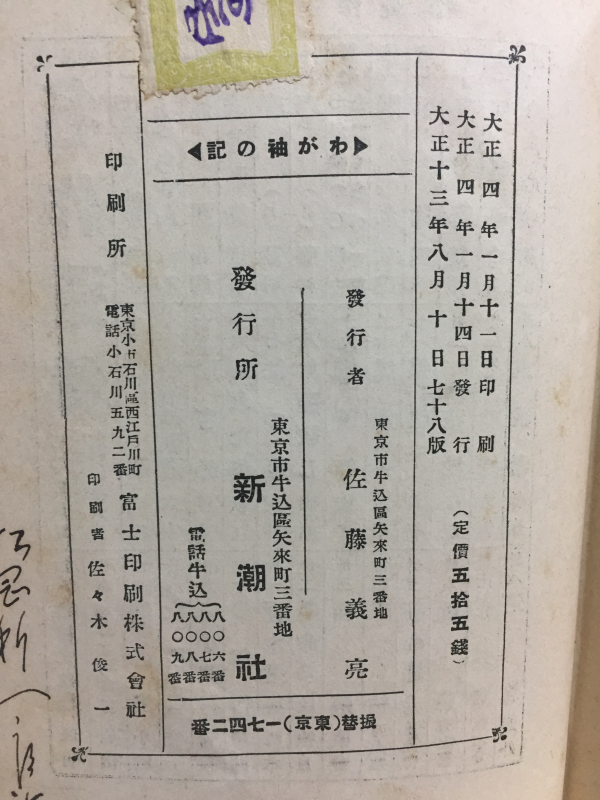 大正四年一月十一日印刷
大正四年一月十四日發行
大正十三年八月十日七十八版
（定價五拾五錢）
▶わが袖の記◀
發行者
東京市牛込區矢來町三番地
佐藤義亮
東京市牛込區矢來町三番地
發行所
新潮社
電話牛込
八〇六番
八〇七番
八〇八番
八〇九番
振替（東京）一七四二番
印刷所
東京小石川區西江戸川町
電話小石川五九二番
富士印刷株式會社
印刷者
佐々木俊一